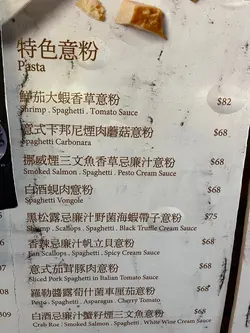 特色意粉
Pasta
鮮茄大蝦香草意粉 $82
Shrimp . Spaghetti . Tomato Sauce
意式卡邦尼煙肉蘑菇意粉 $68
Spaghetti Carbonara
挪威煙三文魚香草忌廉汁意粉 $68
Smoked Salmon . Spaghetti . Pesto Cream Sauce
白酒蜆肉意粉 $68
Spaghetti Vongole
黑松露忌廉汁野菌海蝦帶子意粉 $75
Shrimp . Scallops . Spaghetti . Black Truffle Cream Sauce
香辣忌廉汁帆立貝意粉 $68
Fan Scallops . Spaghetti . Spicy Cream Sauce
意式茄茸豚肉意粉 $68
Sliced Pork Spaghetti in Italian Tomato Sauce
羅勒醬露筍什菌車厘茄意粉 $68
Pesto . Spaghetti . Asparagus . Cherry Tomato
白酒忌廉汁蟹籽煙三文魚意粉 $68
Crab Roe . Smoked Salmon . Spaghetti . White Wine Cream Sauce